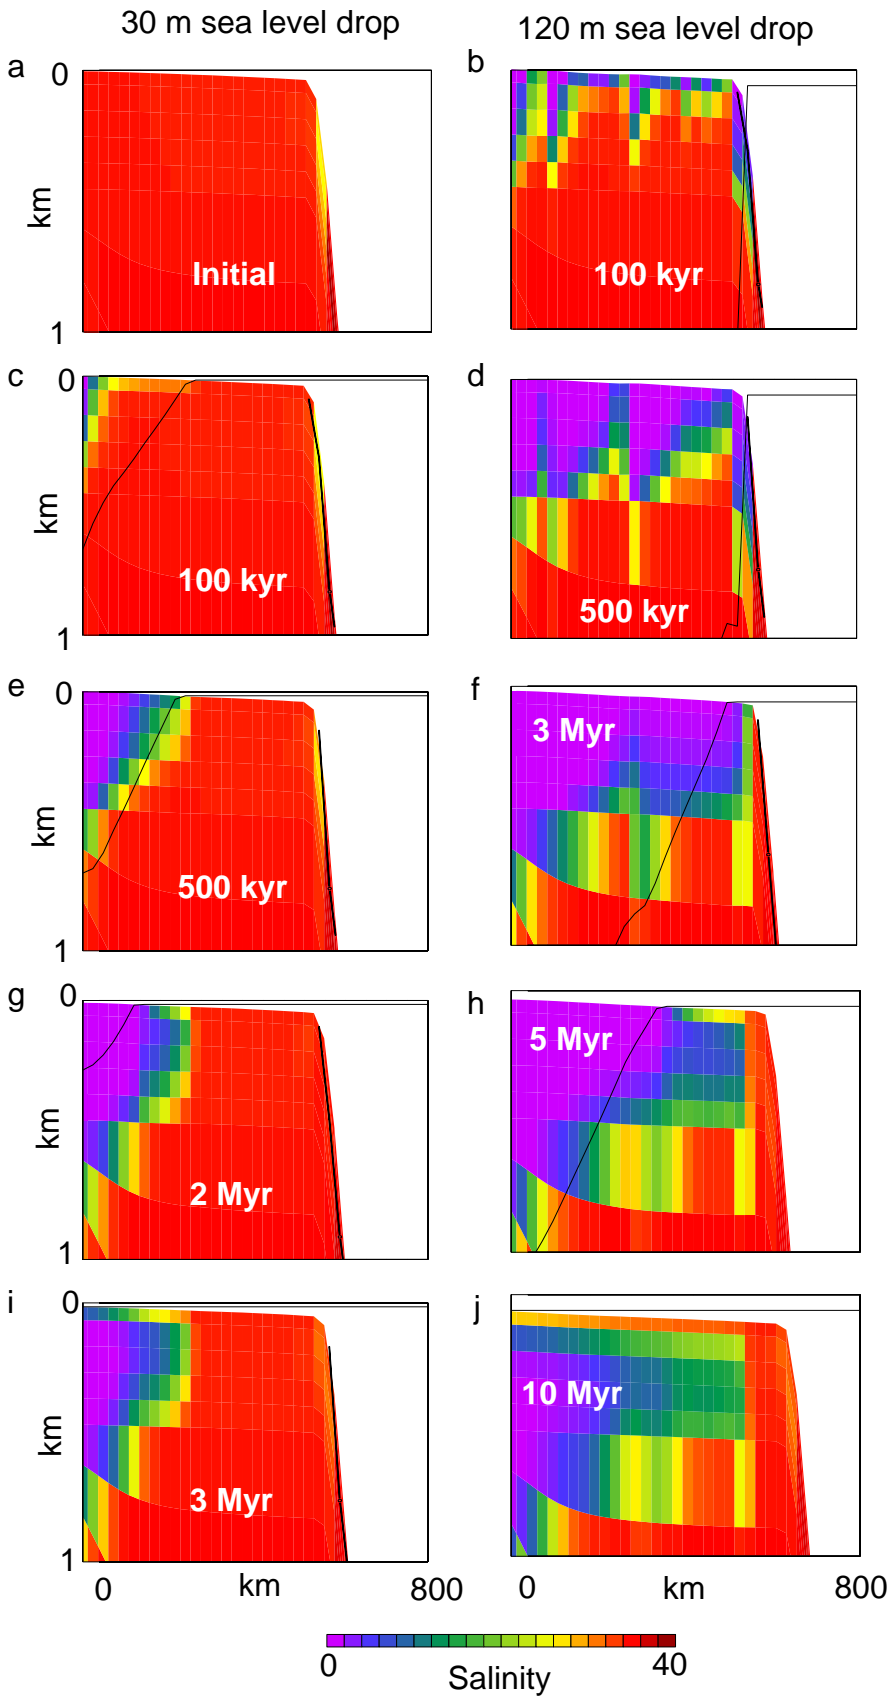 30 m sea level drop
120 m sea level drop
a
0
km
Initial
1
b
100 kyr
c
0
km
100 kyr
1
d
500 kyr
e
0
km
500 kyr
1
f
3 Myr
g
0
km
2 Myr
1
h
5 Myr
i
0
km
3 Myr
1
0
km
800
j
10 Myr
0
km
800
0
Salinity
40